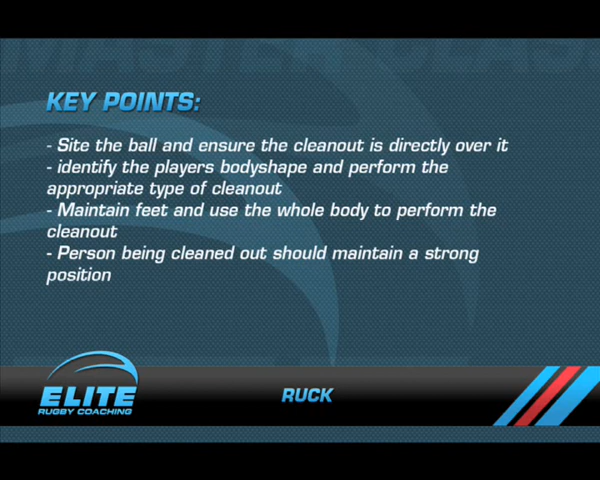 MASTERCLASS
KEY POINTS:
- Site the ball and ensure the cleanout is directly over it
- identify the players bodyshape and perform the
appropriate type of cleanout
- Maintain feet and use the whole body to perform the
cleanout
- Person being cleaned out should maintain a strong
position
ELITE
RUGBY COACHING
RUCK